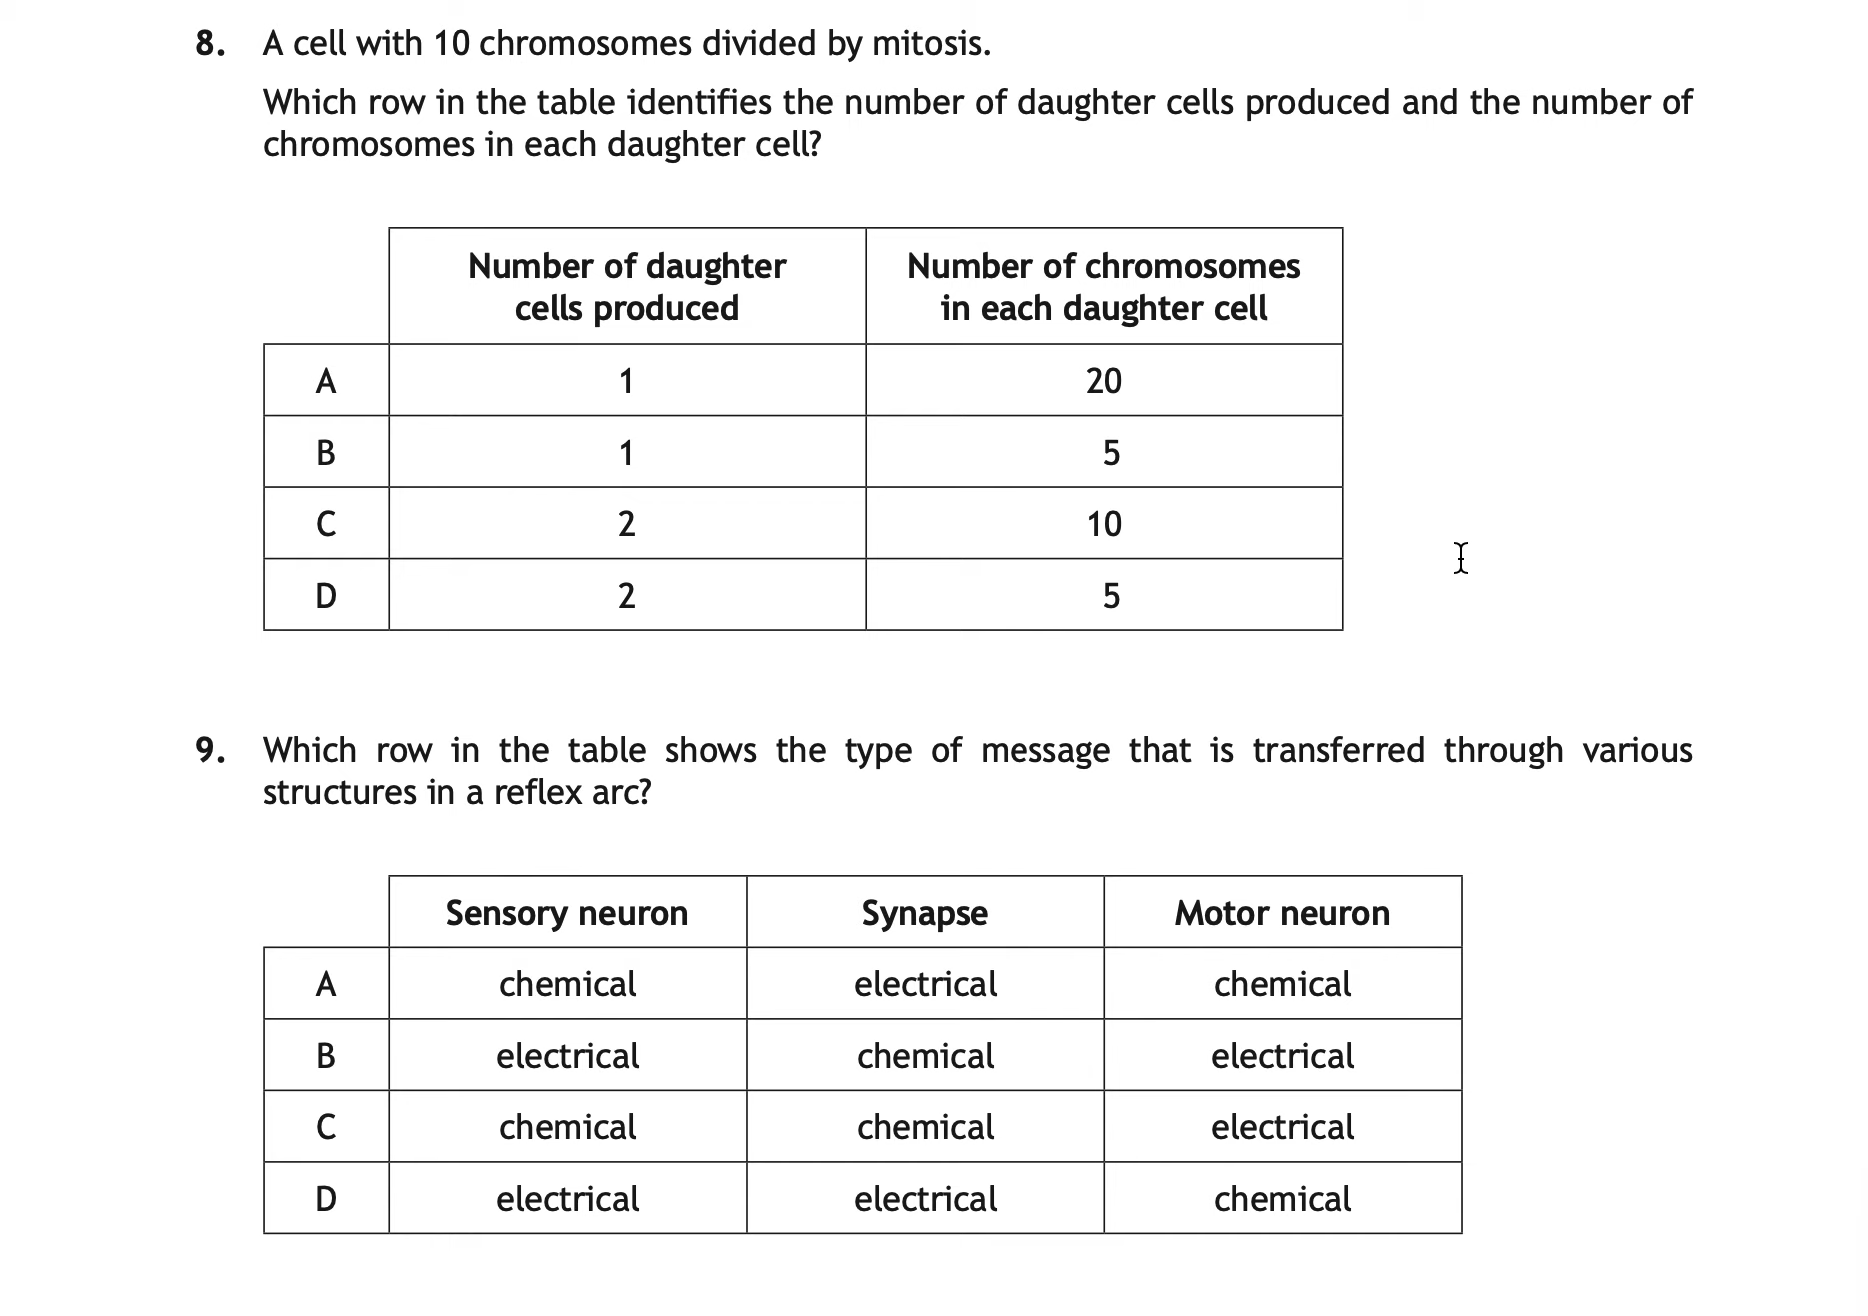 8. A cell with 10 chromosomes divided by mitosis.
Which row in the table identifies the number of daughter cells produced and the number of
chromosomes in each daughter cell?
Number of daughter cells produced Number of chromosomes in each daughter cell
A 1 20
B 1 5
C 2 10
D 2 5
9. Which row in the table shows the type of message that is transferred through various
structures in a reflex arc?
Sensory neuron Synapse Motor neuron
A chemical electrical chemical
B electrical chemical electrical
C chemical chemical electrical
D electrical electrical chemical